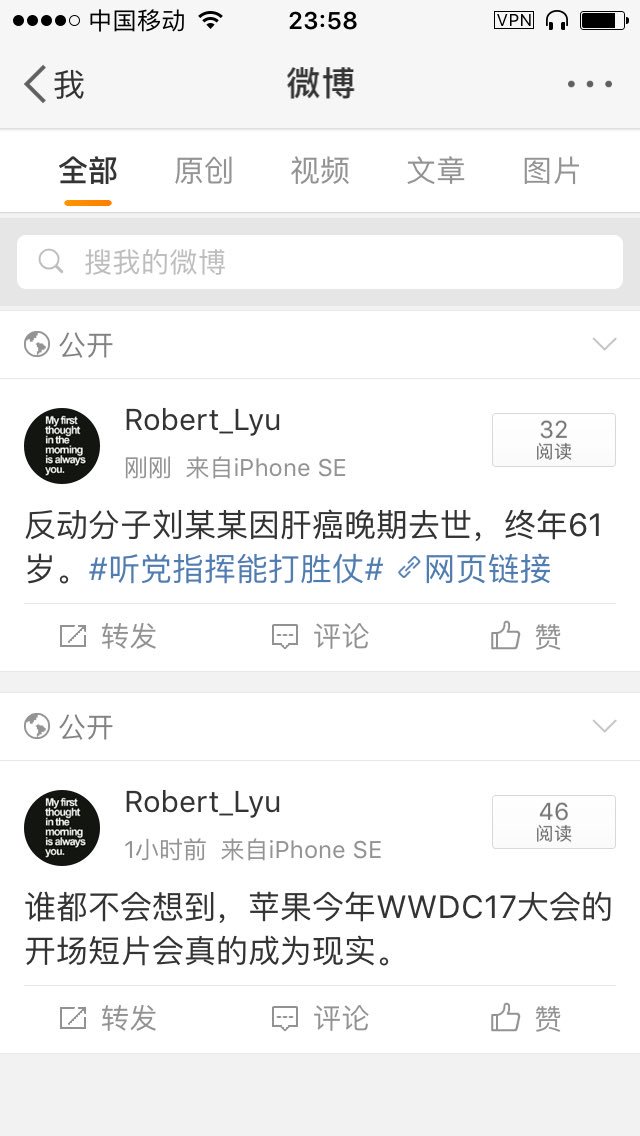 中国移动 23:58 VPN
我 微博
全部 原创 视频 文章 图片
搜我的微博
公开
My first
thought
in the
morning
is always
you.
Robert_Lyu
刚刚 来自iPhone SE
32
阅读
反动分子刘某某因肝癌晚期去世，终年61
岁。#听党指挥能打胜仗# 网页链接
转发 评论 赞
公开
My first
thought
in the
morning
is always
you.
Robert_Lyu
1小时前 来自iPhone SE
46
阅读
谁都不会想到，苹果今年WWDC17大会的
开场短片会真的成为现实。
转发 评论 赞